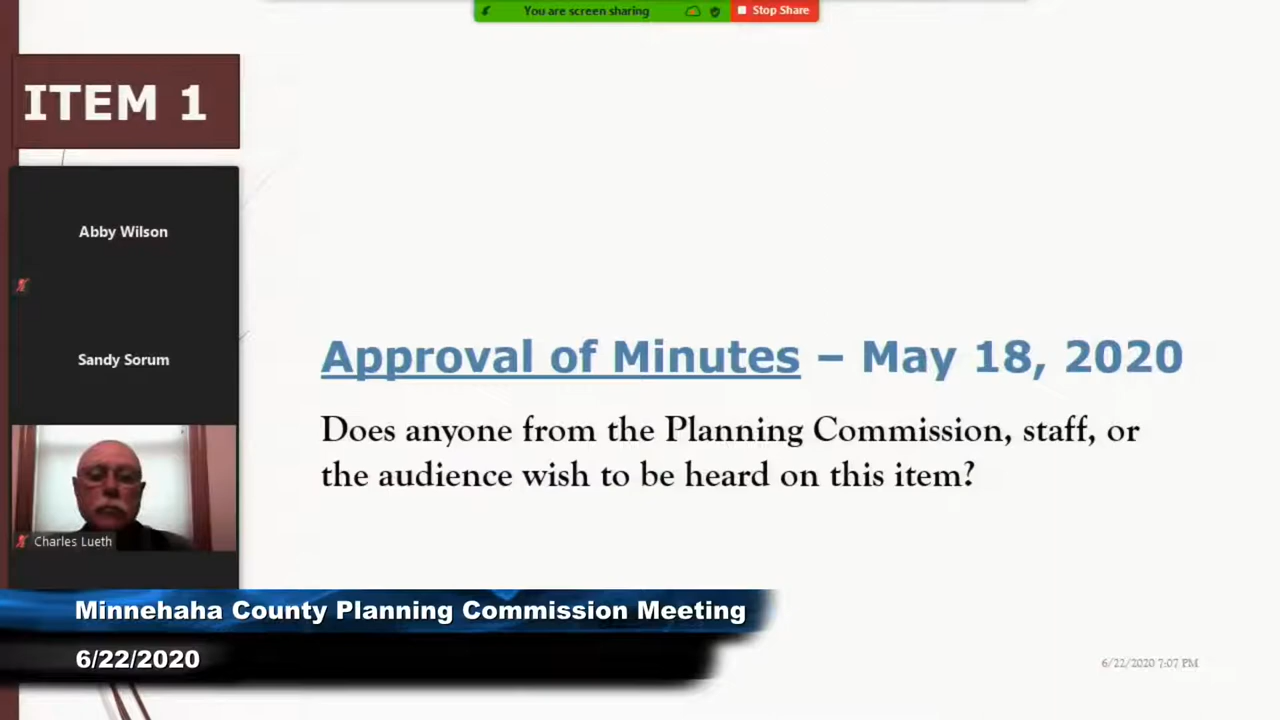 You are screen sharing
Stop Share
ITEM 1
Abby Wilson
Sandy Sorum
Charles Lueth
Approval of Minutes – May 18, 2020
Does anyone from the Planning Commission, staff, or
the audience wish to be heard on this item?
Minnehaha County Planning Commission Meeting
6/22/2020
6/22/2020 7:07 PM